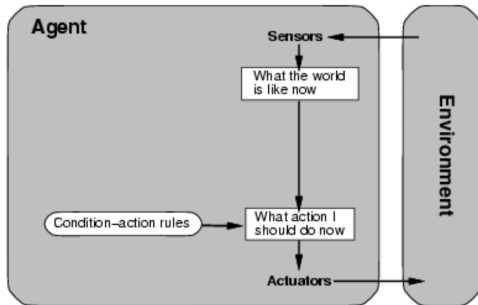 Agent
Sensors
What the world
is like now
Environment
Condition–action rules
What action I
should do now
Actuators